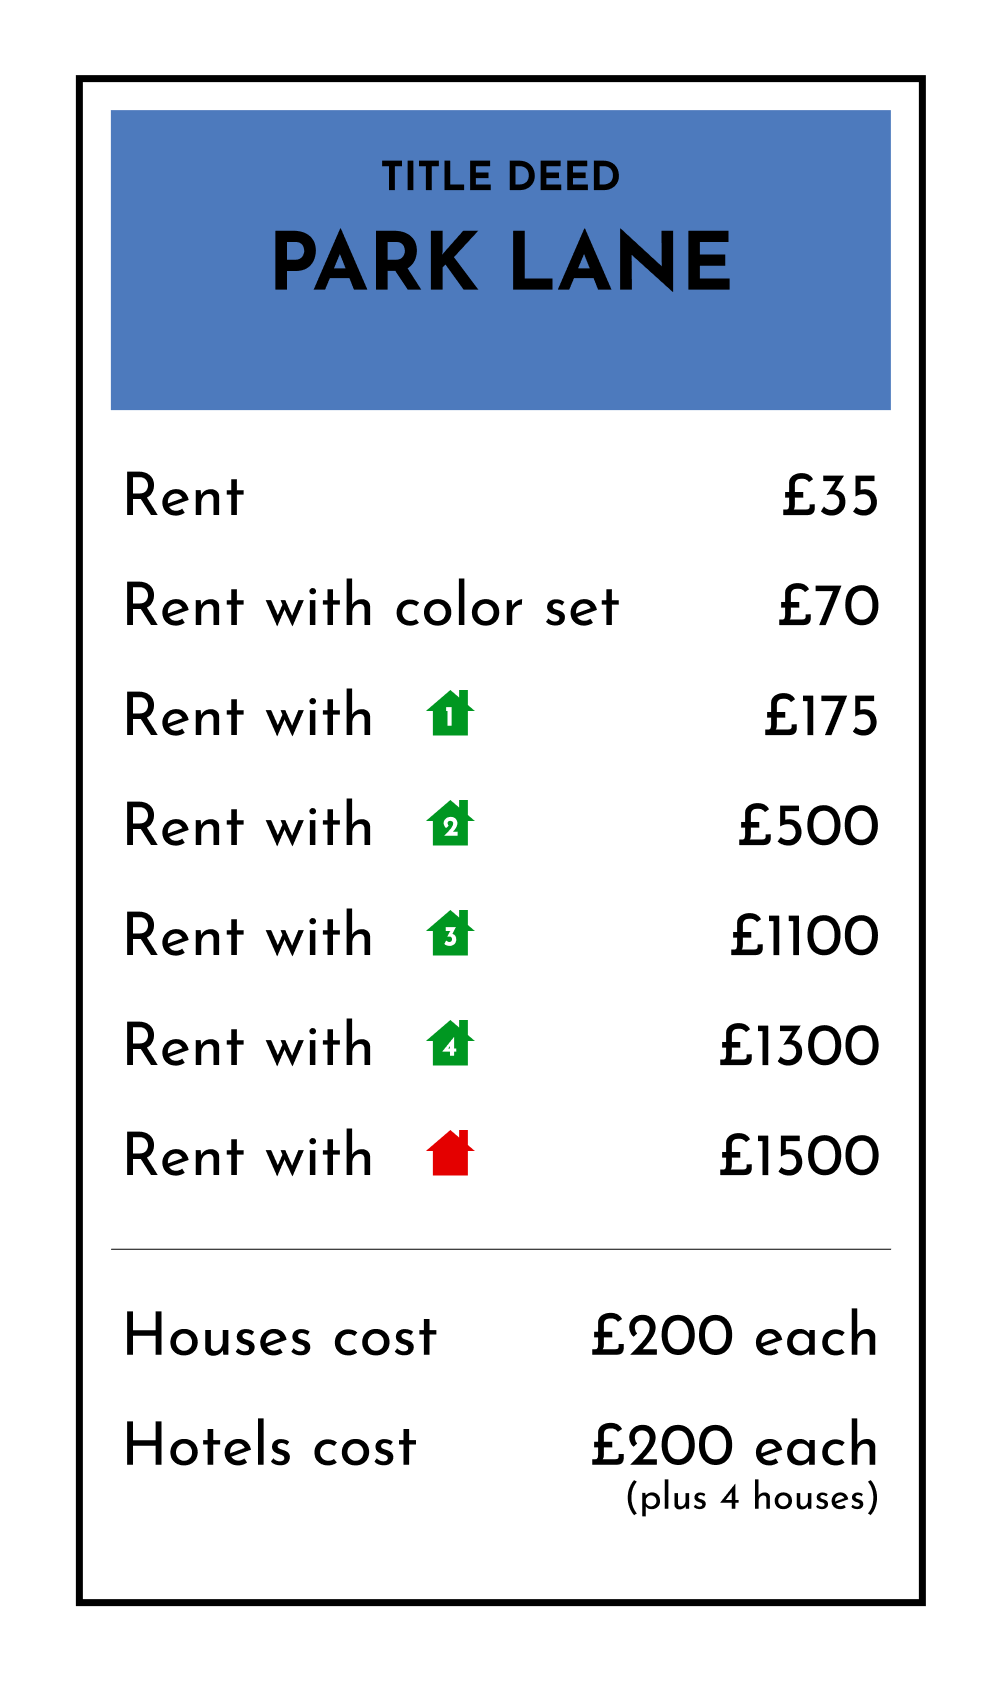 TITLE DEED
PARK LANE
Rent £35
Rent with color set £70
Rent with 1 £175
Rent with 2 £500
Rent with 3 £1100
Rent with 4 £1300
Rent with £1500
Houses cost £200 each
Hotels cost £200 each
(plus 4 houses)